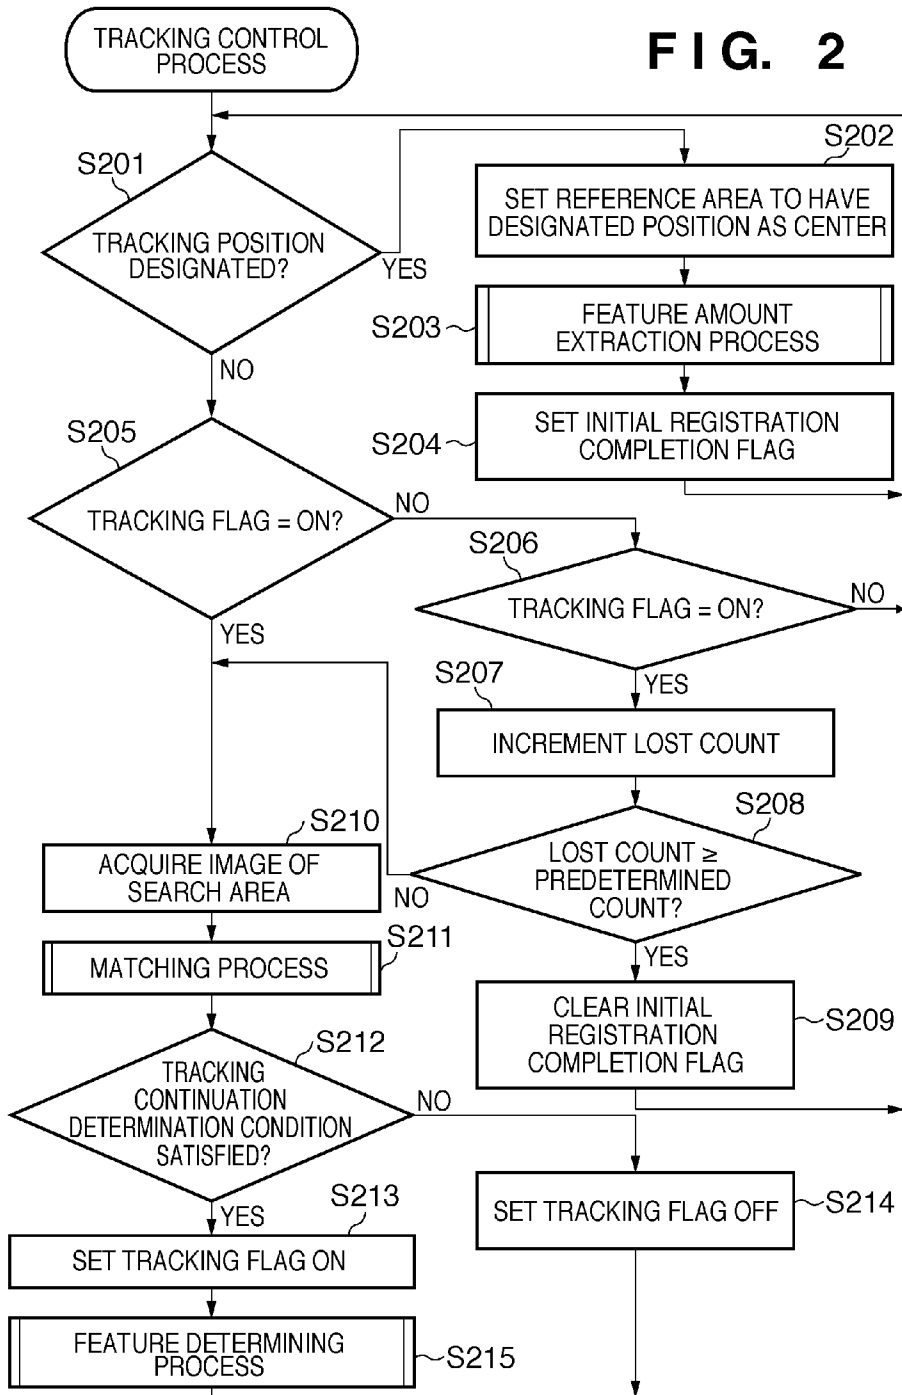 TRACKING CONTROL
PROCESS
FIG. 2
S201
TRACKING POSITION
DESIGNATED?
YES
NO
S202
SET REFERENCE AREA TO HAVE
DESIGNATED POSITION AS CENTER
S203
FEATURE AMOUNT
EXTRACTION PROCESS
S204
SET INITIAL REGISTRATION
COMPLETION FLAG
S205
TRACKING FLAG = ON?
NO
YES
S206
TRACKING FLAG = ON?
NO
YES
S207
INCREMENT LOST COUNT
S208
LOST COUNT ≥
PREDETERMINED
COUNT?
NO
YES
S209
CLEAR INITIAL
REGISTRATION
COMPLETION FLAG
S210
ACQUIRE IMAGE OF
SEARCH AREA
S211
MATCHING PROCESS
S212
TRACKING
CONTINUATION
DETERMINATION CONDITION
SATISFIED?
NO
YES
S213
SET TRACKING FLAG ON
S214
SET TRACKING FLAG OFF
FEATURE DETERMINING
PROCESS
S215